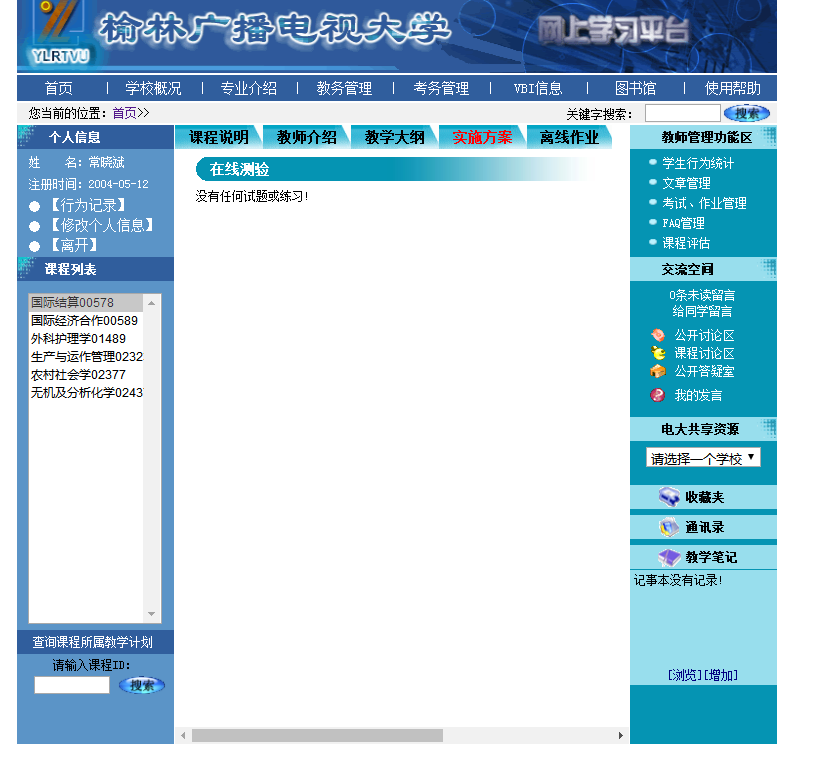 榆林广播电视大学
网上学习平台
YLRTVU
首页 | 学校概况 | 专业介绍 | 教务管理 | 考务管理 | VBI信息 | 图书馆 | 使用帮助
您当前的位置：首页>>
关键字搜索：
搜索
个人信息
姓　　名：常晓斌
注册时间：2004-05-12
【行为记录】
【修改个人信息】
【离开】
课程列表
国际结算00578
国际经济合作00589
外科护理学01489
生产与运作管理0232
农村社会学02377
无机及分析化学0243
查询课程所属教学计划
请输入课程ID：
搜索
课程说明
教师介绍
教学大纲
实施方案
离线作业
在线测验
没有任何试题或练习！
教师管理功能区
学生行为统计
文章管理
考试、作业管理
FAQ管理
课程评估
交流空间
0条未读留言
给同学留言
公开讨论区
课程讨论区
公开答疑室
我的发言
电大共享资源
请选择一个学校
收藏夹
通讯录
教学笔记
记事本没有记录！
[浏览][增加]